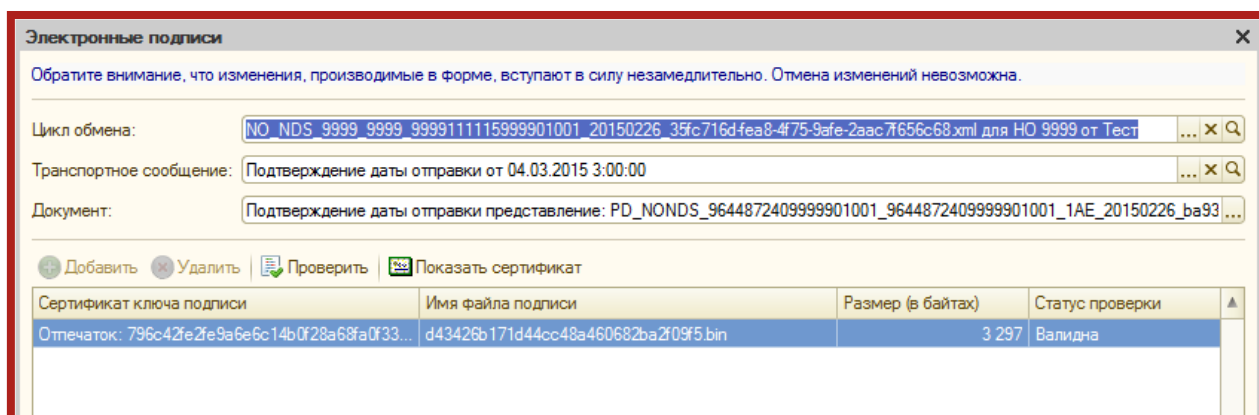 Электронные подписи
Обратите внимание, что изменения, производимые в форме, вступают в силу незамедлительно. Отмена изменений невозможна.
Цикл обмена: NO_NDS_9999_9999_9999111115999901001_20150226_35fc716d-fea8-4f75-9afe-2aac7f656c68.xml для НО 9999 от Тест ...
Транспортное сообщение: Подтверждение даты отправки от 04.03.2015 3:00:00 ...
Документ: Подтверждение даты отправки представление: PD_NONDS_9644872409999901001_9644872409999901001_1AE_20150226_ba93 ...
Добавить Удалить Проверить Показать сертификат
Сертификат ключа подписи Имя файла подписи Размер (в байтах) Статус проверки
Отпечаток: 796c42fe2fe9a6e6c14b0f28a68fa0f33... d43426b171d44cc48a460682ba2f09f5.bin 3 297 Валидна